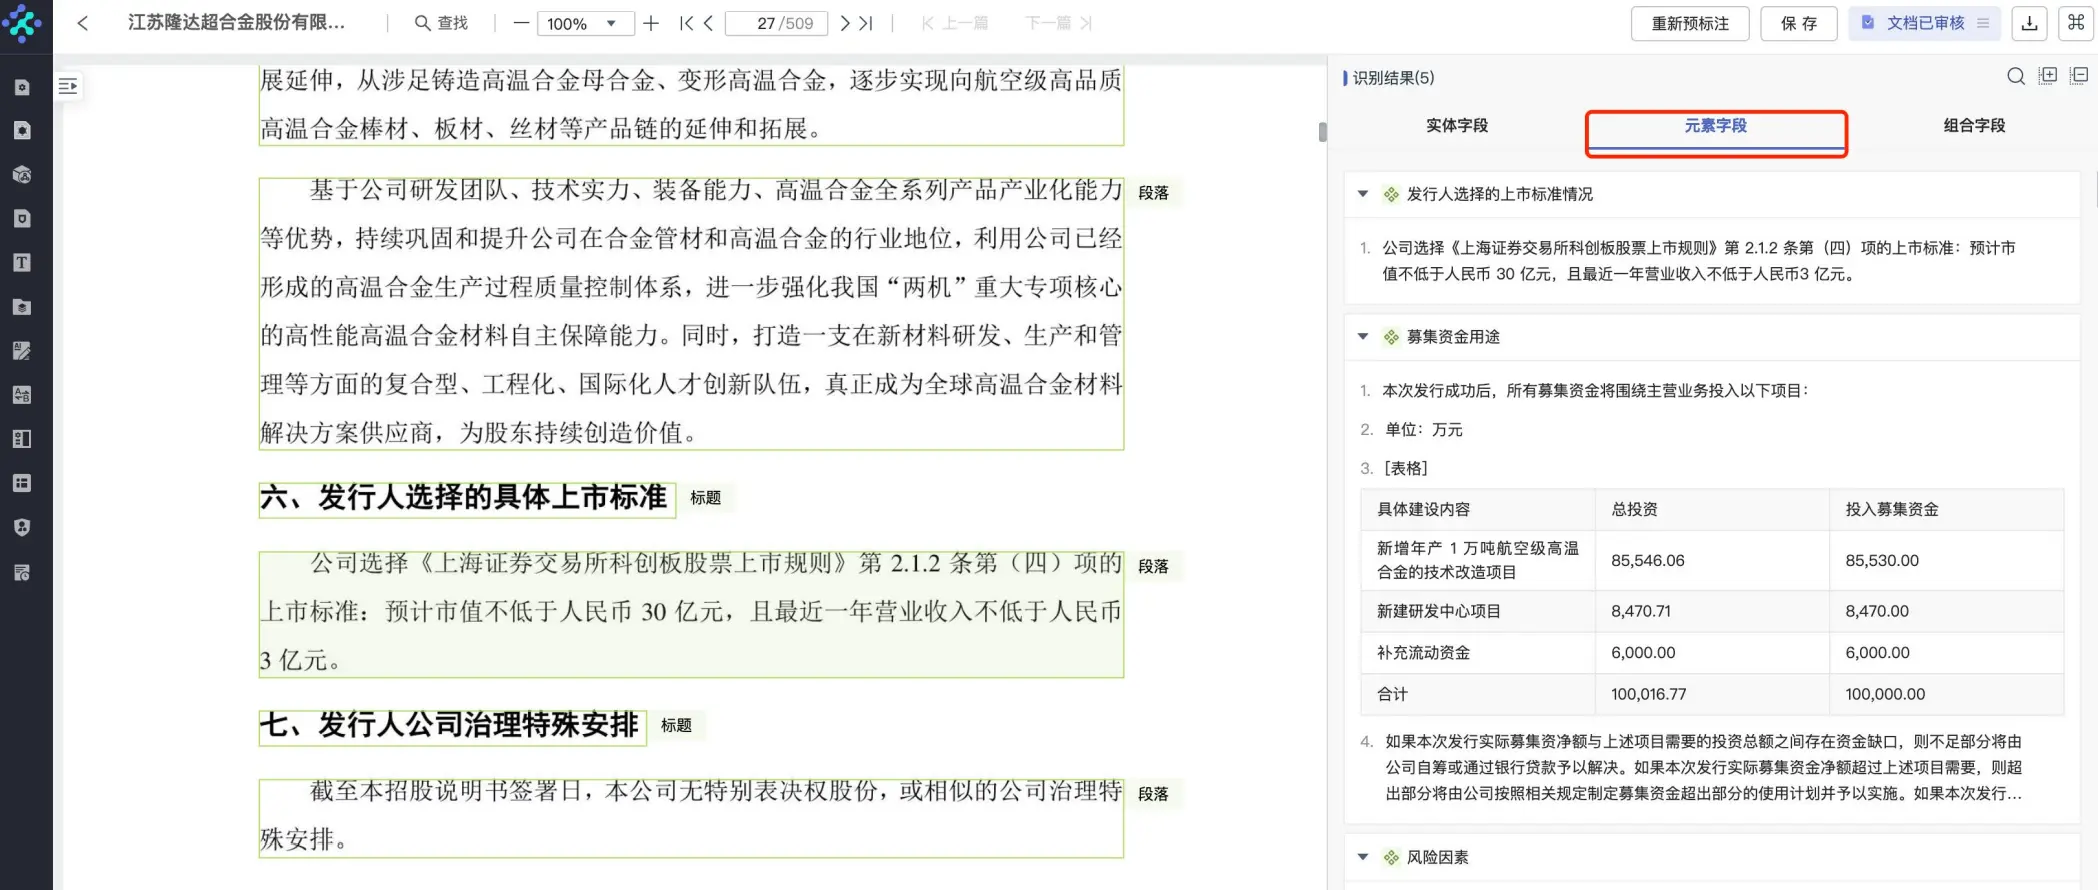 江苏隆达超合金股份有限...
查找
100%
27/509
上一篇
下一篇
重新预标注
保 存
文档已审核
展延伸，从涉足铸造高温合金母合金、变形高温合金，逐步实现向航空级高品质
高温合金棒材、板材、丝材等产品链的延伸和拓展。
基于公司研发团队、技术实力、装备能力、高温合金全系列产品产业化能力
段落
等优势，持续巩固和提升公司在合金管材和高温合金的行业地位，利用公司已经
形成的高温合金生产过程质量控制体系，进一步强化我国“两机”重大专项核心
的高性能高温合金材料自主保障能力。同时，打造一支在新材料研发、生产和管
理等方面的复合型、工程化、国际化人才创新队伍，真正成为全球高温合金材料
解决方案供应商，为股东持续创造价值。
六、发行人选择的具体上市标准
标题
公司选择《上海证券交易所科创板股票上市规则》第 2.1.2 条第（四）项的
段落
上市标准：预计市值不低于人民币 30 亿元，且最近一年营业收入不低于人民币
3 亿元。
七、发行人公司治理特殊安排
标题
截至本招股说明书签署日，本公司无特别表决权股份，或相似的公司治理特
段落
殊安排。
识别结果(5)
实体字段
元素字段
组合字段
发行人选择的上市标准情况
1. 公司选择《上海证券交易所科创板股票上市规则》第 2.1.2 条第（四）项的上市标准：预计市
值不低于人民币 30 亿元，且最近一年营业收入不低于人民币3 亿元。
募集资金用途
1. 本次发行成功后，所有募集资金将围绕主营业务投入以下项目：
2. 单位：万元
3. [表格]
具体建设内容 总投资 投入募集资金
新增年产 1 万吨航空级高温
合金的技术改造项目 85,546.06 85,530.00
新建研发中心项目 8,470.71 8,470.00
补充流动资金 6,000.00 6,000.00
合计 100,016.77 100,000.00
4. 如果本次发行实际募集资净额与上述项目需要的投资总额之间存在资金缺口，则不足部分将由
公司自筹或通过银行贷款予以解决。如果本次发行实际募集资金净额超过上述项目需要，则超
出部分将由公司按照相关规定制定募集资金超出部分的使用计划并予以实施。如果本次发行...
风险因素